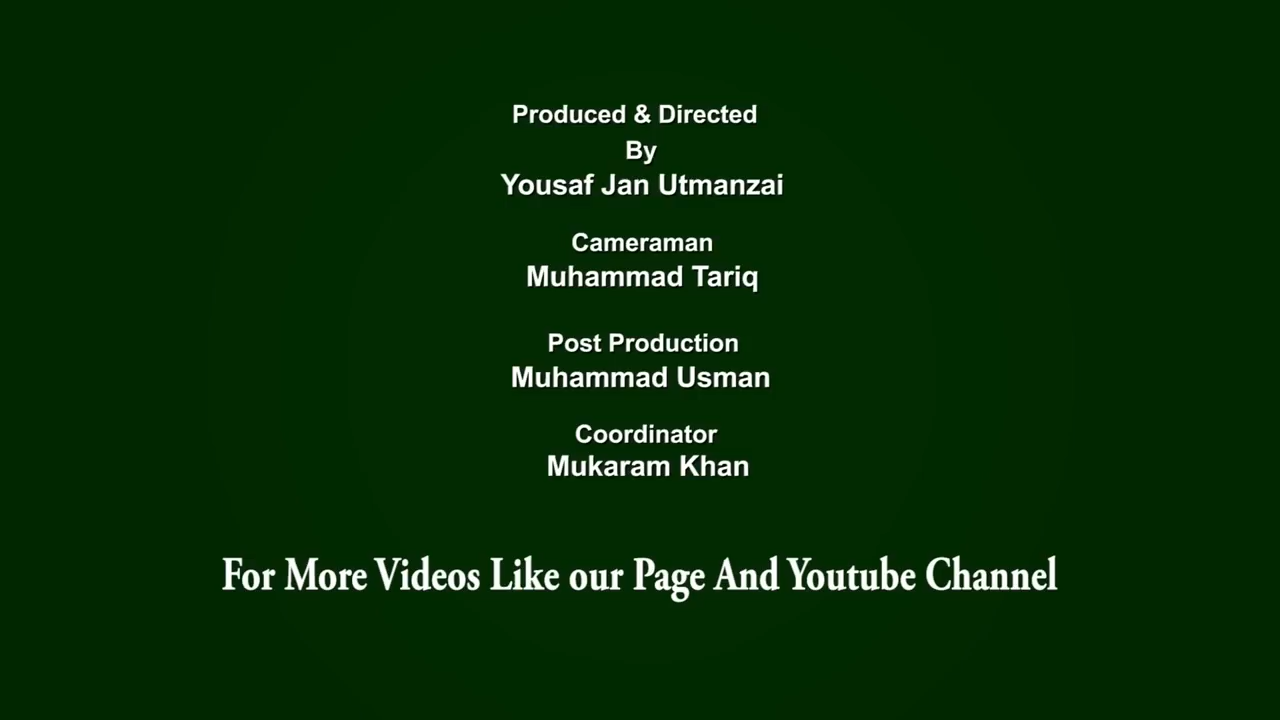 Produced & Directed
By
Yousaf Jan Utmanzai
Cameraman
Muhammad Tariq
Post Production
Muhammad Usman
Coordinator
Mukaram Khan
For More Videos Like our Page And Youtube Channel